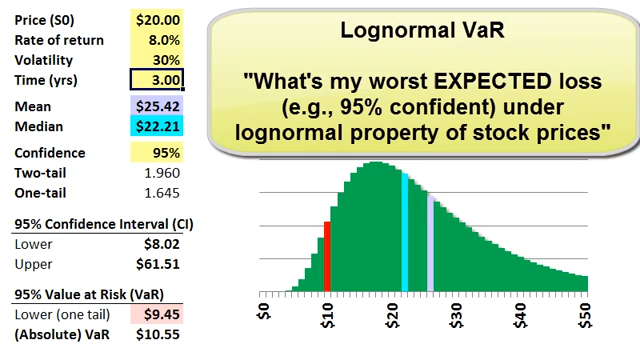 Price (S0) $20.00
Rate of return 8.0%
Volatility 30%
Time (yrs) 3.00
Mean $25.42
Median $22.21
Confidence 95%
Two-tail 1.960
One-tail 1.645
95% Confidence Interval (CI)
Lower $8.02
Upper $61.51
95% Value at Risk (VaR)
Lower (one tail) $9.45
(Absolute) VaR $10.55
Lognormal VaR
"What's my worst EXPECTED loss
(e.g., 95% confident) under
lognormal property of stock prices"
$0 $10 $20 $30 $40 $50